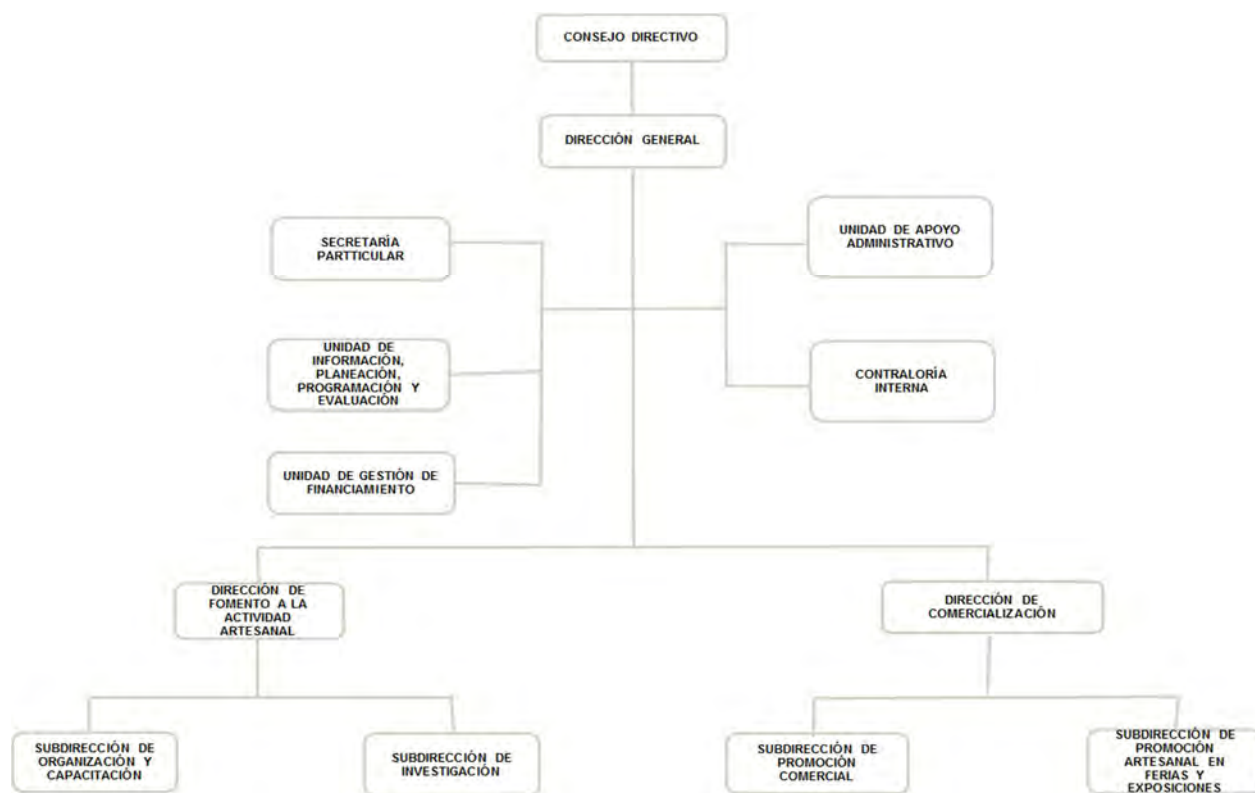 CONSEJO DIRECTIVO
DIRECCIÓN GENERAL
SECRETARÍA
PARTTICULAR
UNIDAD DE APOYO
ADMINISTRATIVO
UNIDAD DE
INFORMACIÓN,
PLANEACIÓN,
PROGRAMACIÓN Y
EVALUACIÓN
CONTRALORÍA
INTERNA
UNIDAD DE GESTIÓN DE
FINANCIAMIENTO
DIRECCIÓN DE
FOMENTO A LA
ACTIVIDAD
ARTESANAL
DIRECCIÓN DE
COMERCIALIZACIÓN
SUBDIRECCIÓN DE
ORGANIZACIÓN Y
CAPACITACIÓN
SUBDIRECCIÓN DE
INVESTIGACIÓN
SUBDIRECCIÓN DE
PROMOCIÓN
COMERCIAL
SUBDIRECCIÓN DE
PROMOCIÓN
ARTESANAL EN
FERIAS Y
EXPOSICIONES